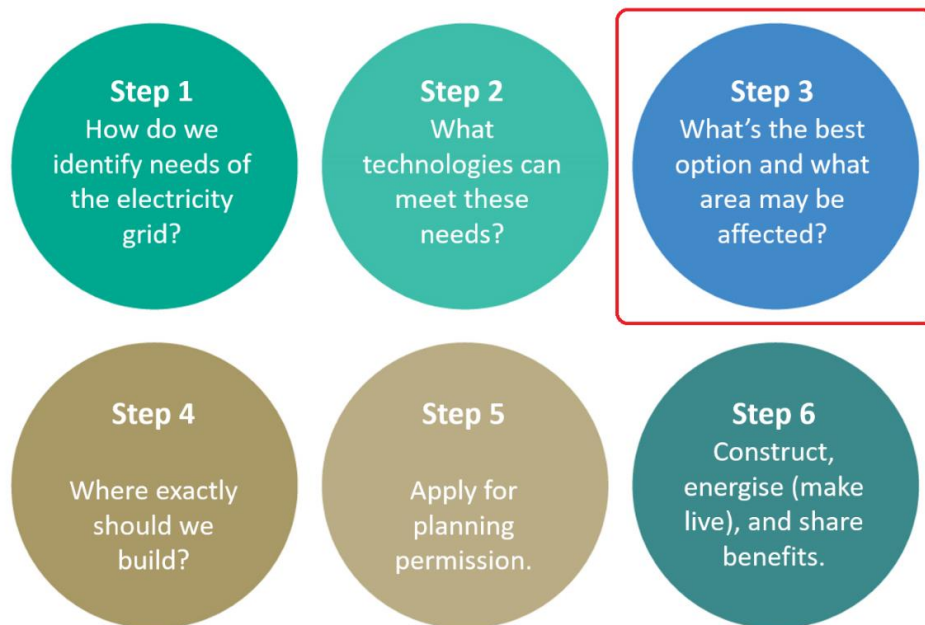 Step 1
How do we
identify needs of
the electricity
grid?
Step 2
What
technologies can
meet these
needs?
Step 3
What's the best
option and what
area may be
affected?
Step 4
Where exactly
should we
build?
Step 5
Apply for
planning
permission.
Step 6
Construct,
energise (make
live), and share
benefits.